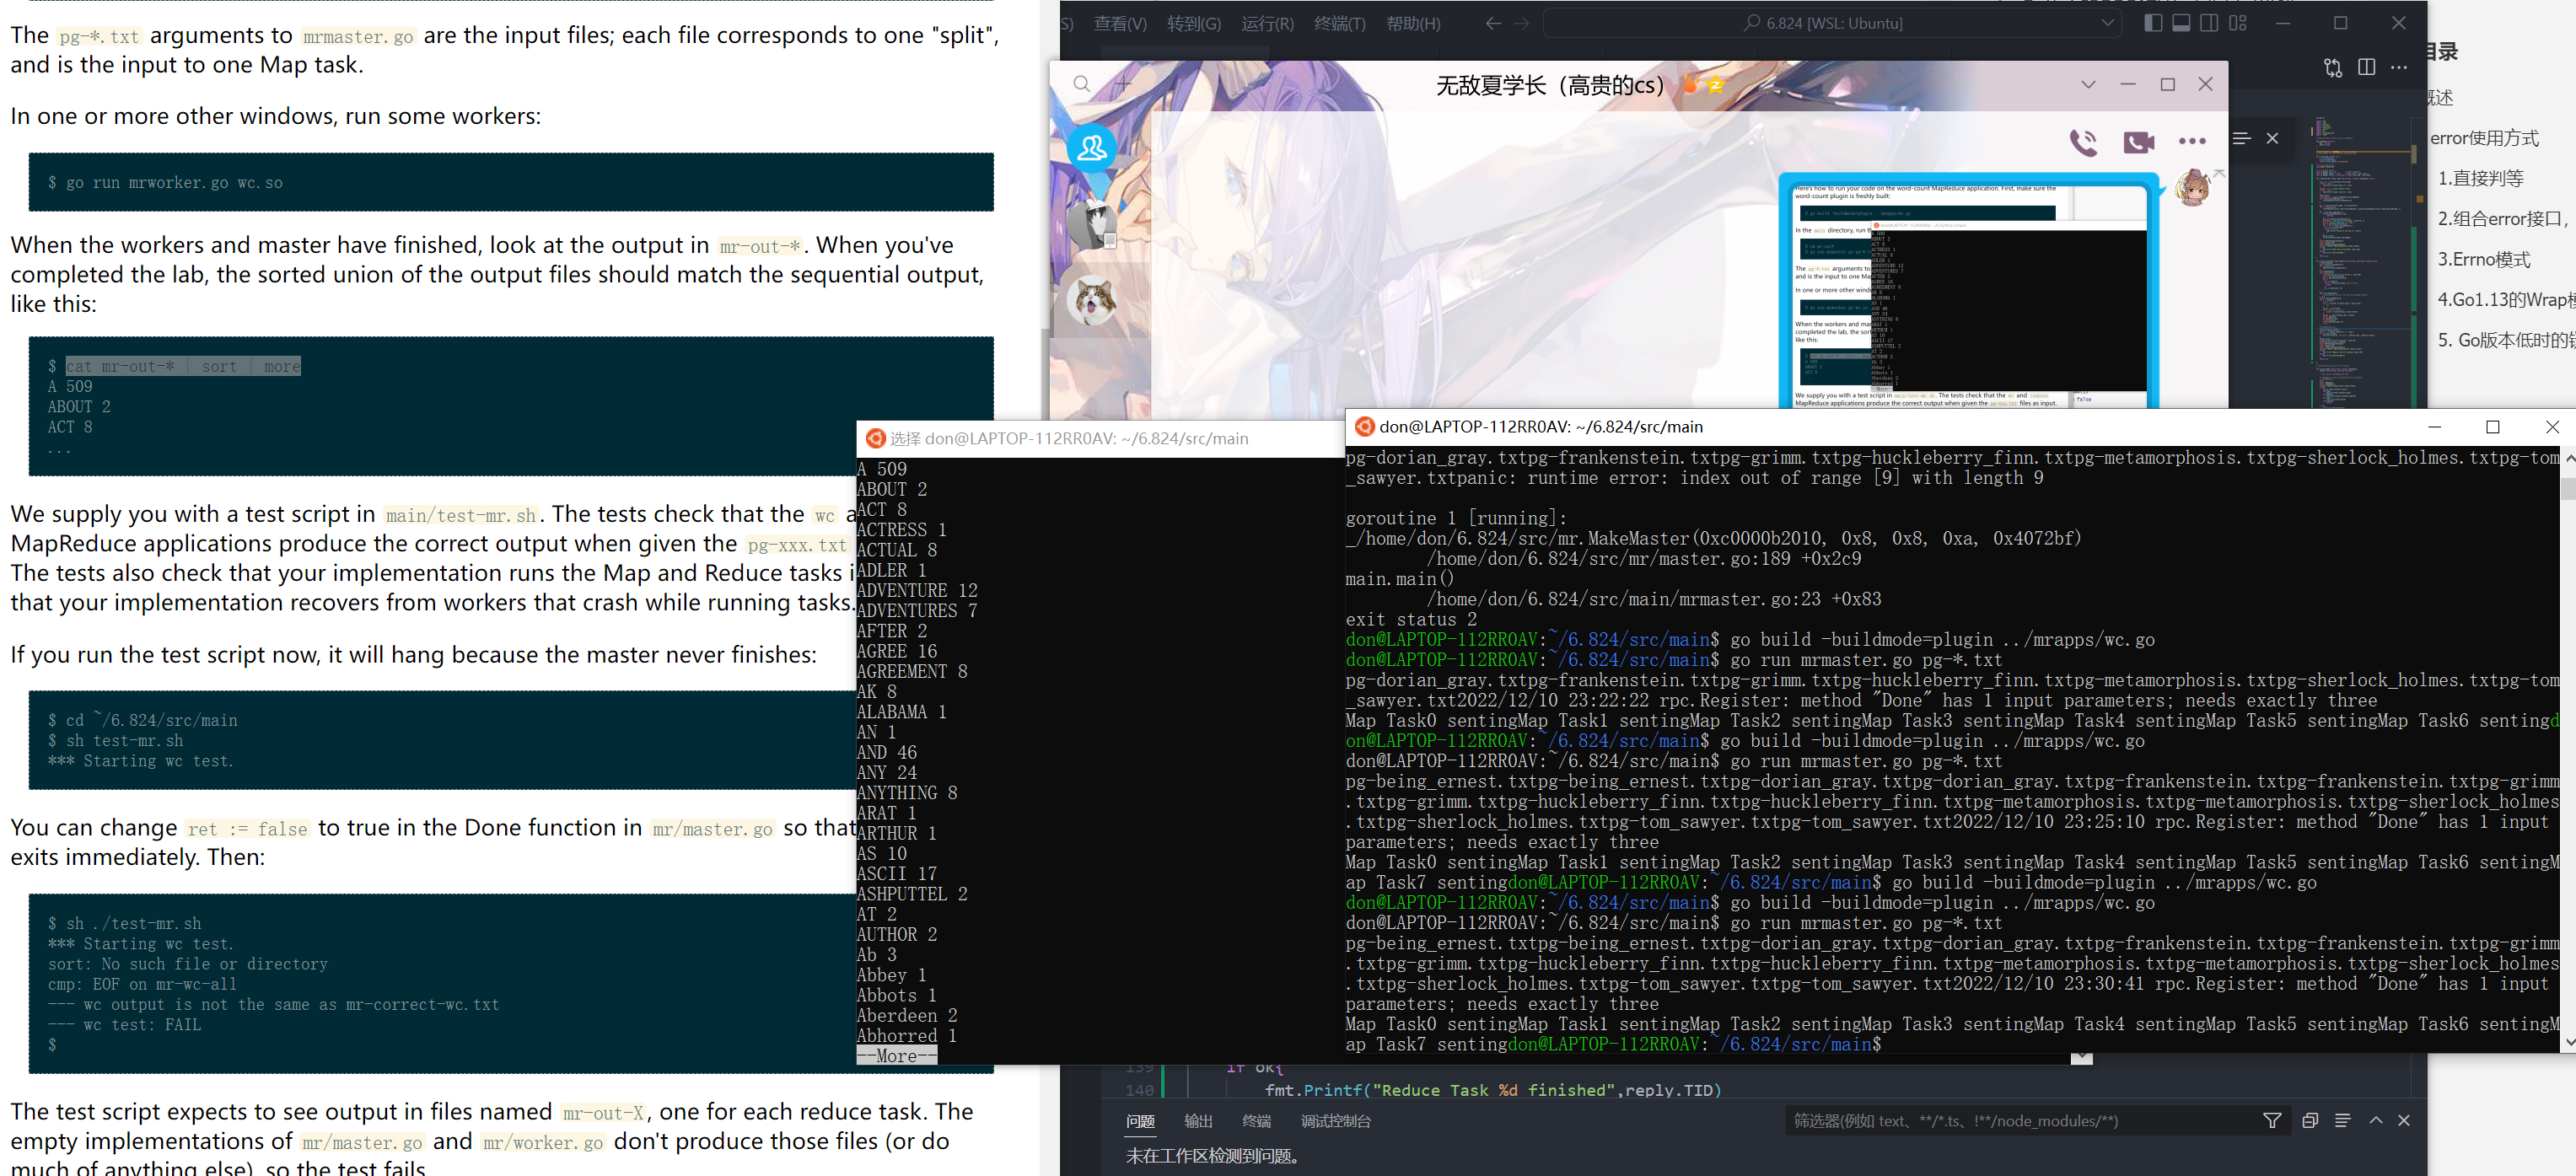 The pg-*.txt arguments to mrmaster.go are the input files; each file corresponds to one "split",
and is the input to one Map task.
In one or more other windows, run some workers:
$ go run mrworker.go wc.so
When the workers and master have finished, look at the output in mr-out-*. When you've
completed the lab, the sorted union of the output files should match the sequential output,
like this:
$ cat mr-out-* | sort | more
A 509
ABOUT 2
ACT 8
...
We supply you with a test script in main/test-mr.sh. The tests check that the wc a
MapReduce applications produce the correct output when given the pg-xxx.txt
The tests also check that your implementation runs the Map and Reduce tasks i
that your implementation recovers from workers that crash while running tasks.
If you run the test script now, it will hang because the master never finishes:
$ cd ~/6.824/src/main
$ sh test-mr.sh
*** Starting wc test.
You can change ret := false to true in the Done function in mr/master.go so that
exits immediately. Then:
$ sh ./test-mr.sh
*** Starting wc test.
sort: No such file or directory
cmp: EOF on mr-wc-all
--- wc output is not the same as mr-correct-wc.txt
--- wc test: FAIL
$
The test script expects to see output in files named mr-out-X, one for each reduce task. The
empty implementations of mr/master.go and mr/worker.go don't produce those files (or do
much of anything else), so the test fails.
S) 查看(V) 转到(G) 运行(R) 终端(T) 帮助(H) 6.824 [WSL: Ubuntu]
无敌夏学长（高贵的cs）
Here's how to run your code on the word-count MapReduce application. First, make sure the
word-count plugin is freshly built:
目录
概述
error使用方式
1.直接判等
2.组合error接口,
3.Errno模式
4.Go1.13的Wrap
5. Go版本低时的
选择 don@LAPTOP-112RR0AV: ~/6.824/src/main
A 509
ABOUT 2
ACT 8
ACTRESS 1
ACTUAL 8
ADLER 1
ADVENTURE 12
ADVENTURES 7
AFTER 2
AGREE 16
AGREEMENT 8
AK 8
ALABAMA 1
AN 1
AND 46
ANY 24
ANYTHING 8
ARAT 1
ARTHUR 1
AS 10
ASCII 17
ASHPUTTEL 2
AT 2
AUTHOR 2
Ab 3
Abbey 1
Abbots 1
Aberdeen 2
Abhorred 1
--More--
don@LAPTOP-112RR0AV: ~/6.824/src/main
pg-dorian_gray.txtpg-frankenstein.txtpg-grimm.txtpg-huckleberry_finn.txtpg-metamorphosis.txtpg-sherlock_holmes.txtpg-tom
_sawyer.txtpanic: runtime error: index out of range [9] with length 9
goroutine 1 [running]:
_/home/don/6.824/src/mr.MakeMaster(0xc0000b2010, 0x8, 0x8, 0xa, 0x4072bf)
/home/don/6.824/src/mr/master.go:189 +0x2c9
main.main()
/home/don/6.824/src/main/mrmaster.go:23 +0x83
exit status 2
don@LAPTOP-112RR0AV:~/6.824/src/main$ go build -buildmode=plugin ../mrapps/wc.go
don@LAPTOP-112RR0AV:~/6.824/src/main$ go run mrmaster.go pg-*.txt
pg-dorian_gray.txtpg-frankenstein.txtpg-grimm.txtpg-huckleberry_finn.txtpg-metamorphosis.txtpg-sherlock_holmes.txtpg-tom
_sawyer.txt2022/12/10 23:22:22 rpc.Register: method "Done" has 1 input parameters; needs exactly three
Map Task0 sentingMap Task1 sentingMap Task2 sentingMap Task3 sentingMap Task4 sentingMap Task5 sentingMap Task6 sentingd
on@LAPTOP-112RR0AV:~/6.824/src/main$ go build -buildmode=plugin ../mrapps/wc.go
don@LAPTOP-112RR0AV:~/6.824/src/main$ go run mrmaster.go pg-*.txt
pg-being_ernest.txtpg-being_ernest.txtpg-dorian_gray.txtpg-dorian_gray.txtpg-frankenstein.txtpg-frankenstein.txtpg-grimm
.txtpg-grimm.txtpg-huckleberry_finn.txtpg-huckleberry_finn.txtpg-metamorphosis.txtpg-metamorphosis.txtpg-sherlock_holmes
.txtpg-sherlock_holmes.txtpg-tom_sawyer.txtpg-tom_sawyer.txt2022/12/10 23:25:10 rpc.Register: method "Done" has 1 input
parameters; needs exactly three
Map Task0 sentingMap Task1 sentingMap Task2 sentingMap Task3 sentingMap Task4 sentingMap Task5 sentingMap Task6 sentingM
ap Task7 sentingdon@LAPTOP-112RR0AV:~/6.824/src/main$ go build -buildmode=plugin ../mrapps/wc.go
don@LAPTOP-112RR0AV:~/6.824/src/main$ go build -buildmode=plugin ../mrapps/wc.go
don@LAPTOP-112RR0AV:~/6.824/src/main$ go run mrmaster.go pg-*.txt
pg-being_ernest.txtpg-being_ernest.txtpg-dorian_gray.txtpg-dorian_gray.txtpg-frankenstein.txtpg-frankenstein.txtpg-grimm
.txtpg-grimm.txtpg-huckleberry_finn.txtpg-huckleberry_finn.txtpg-metamorphosis.txtpg-metamorphosis.txtpg-sherlock_holmes
.txtpg-sherlock_holmes.txtpg-tom_sawyer.txtpg-tom_sawyer.txt2022/12/10 23:30:41 rpc.Register: method "Done" has 1 input
parameters; needs exactly three
Map Task0 sentingMap Task1 sentingMap Task2 sentingMap Task3 sentingMap Task4 sentingMap Task5 sentingMap Task6 sentingM
ap Task7 sentingdon@LAPTOP-112RR0AV:~/6.824/src/main$
139 if ok{
140 fmt.Printf("Reduce Task %d finished",reply.TID)
问题 输出 终端 调试控制台 筛选器(例如 text、**/*.ts、!**/node_modules/**)
未在工作区检测到问题。